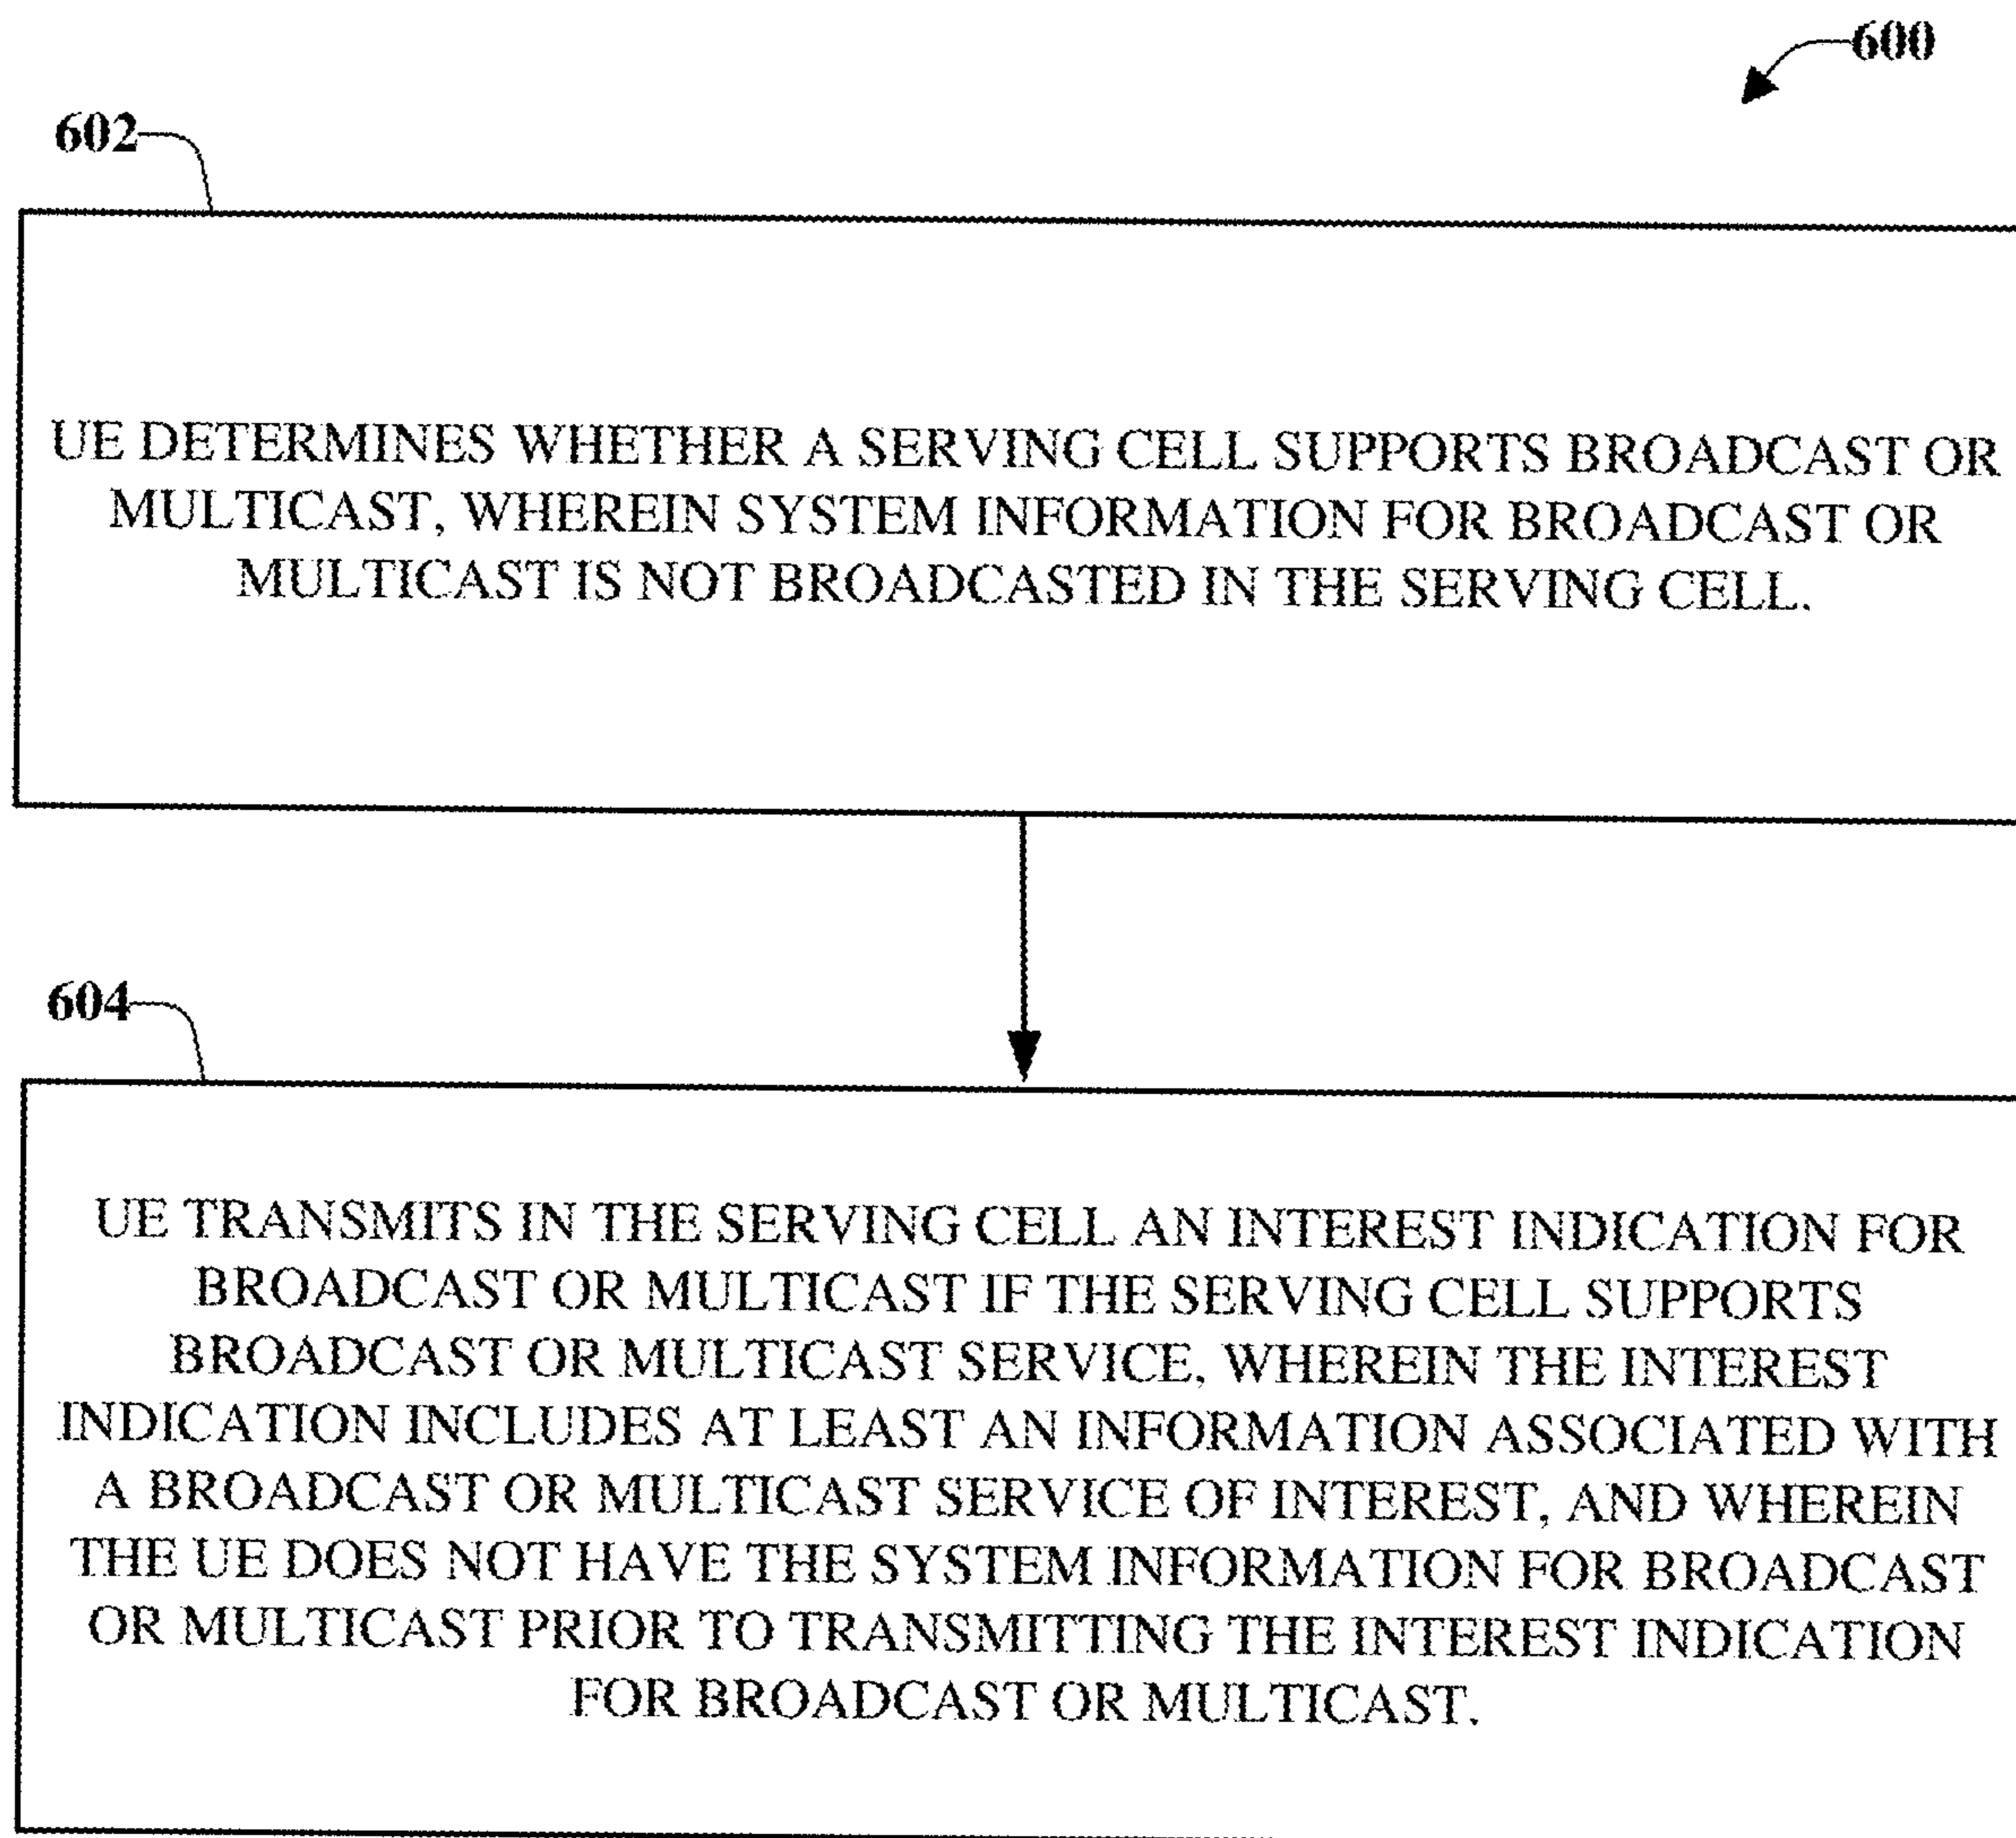 600
602
UE DETERMINES WHETHER A SERVING CELL SUPPORTS BROADCAST OR
MULTICAST, WHEREIN SYSTEM INFORMATION FOR BROADCAST OR
MULTICAST IS NOT BROADCASTED IN THE SERVING CELL.
604
UE TRANSMITS IN THE SERVING CELL AN INTEREST INDICATION FOR
BROADCAST OR MULTICAST IF THE SERVING CELL SUPPORTS
BROADCAST OR MULTICAST SERVICE, WHEREIN THE INTEREST
INDICATION INCLUDES AT LEAST AN INFORMATION ASSOCIATED WITH
A BROADCAST OR MULTICAST SERVICE OF INTEREST, AND WHEREIN
THE UE DOES NOT HAVE THE SYSTEM INFORMATION FOR BROADCAST
OR MULTICAST PRIOR TO TRANSMITTING THE INTEREST INDICATION
FOR BROADCAST OR MULTICAST.